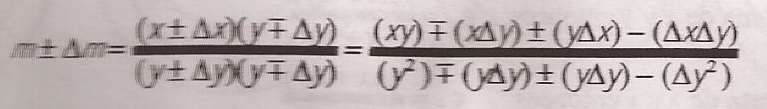 m ± Δm = (x ± Δx)(y ∓ Δy) / (y ± Δy)(y ∓ Δy) = (xy) ∓ (xΔy) ± (yΔx) − (ΔxΔy) / (y²) ∓ (yΔy) ± (yΔy) − (Δy²)